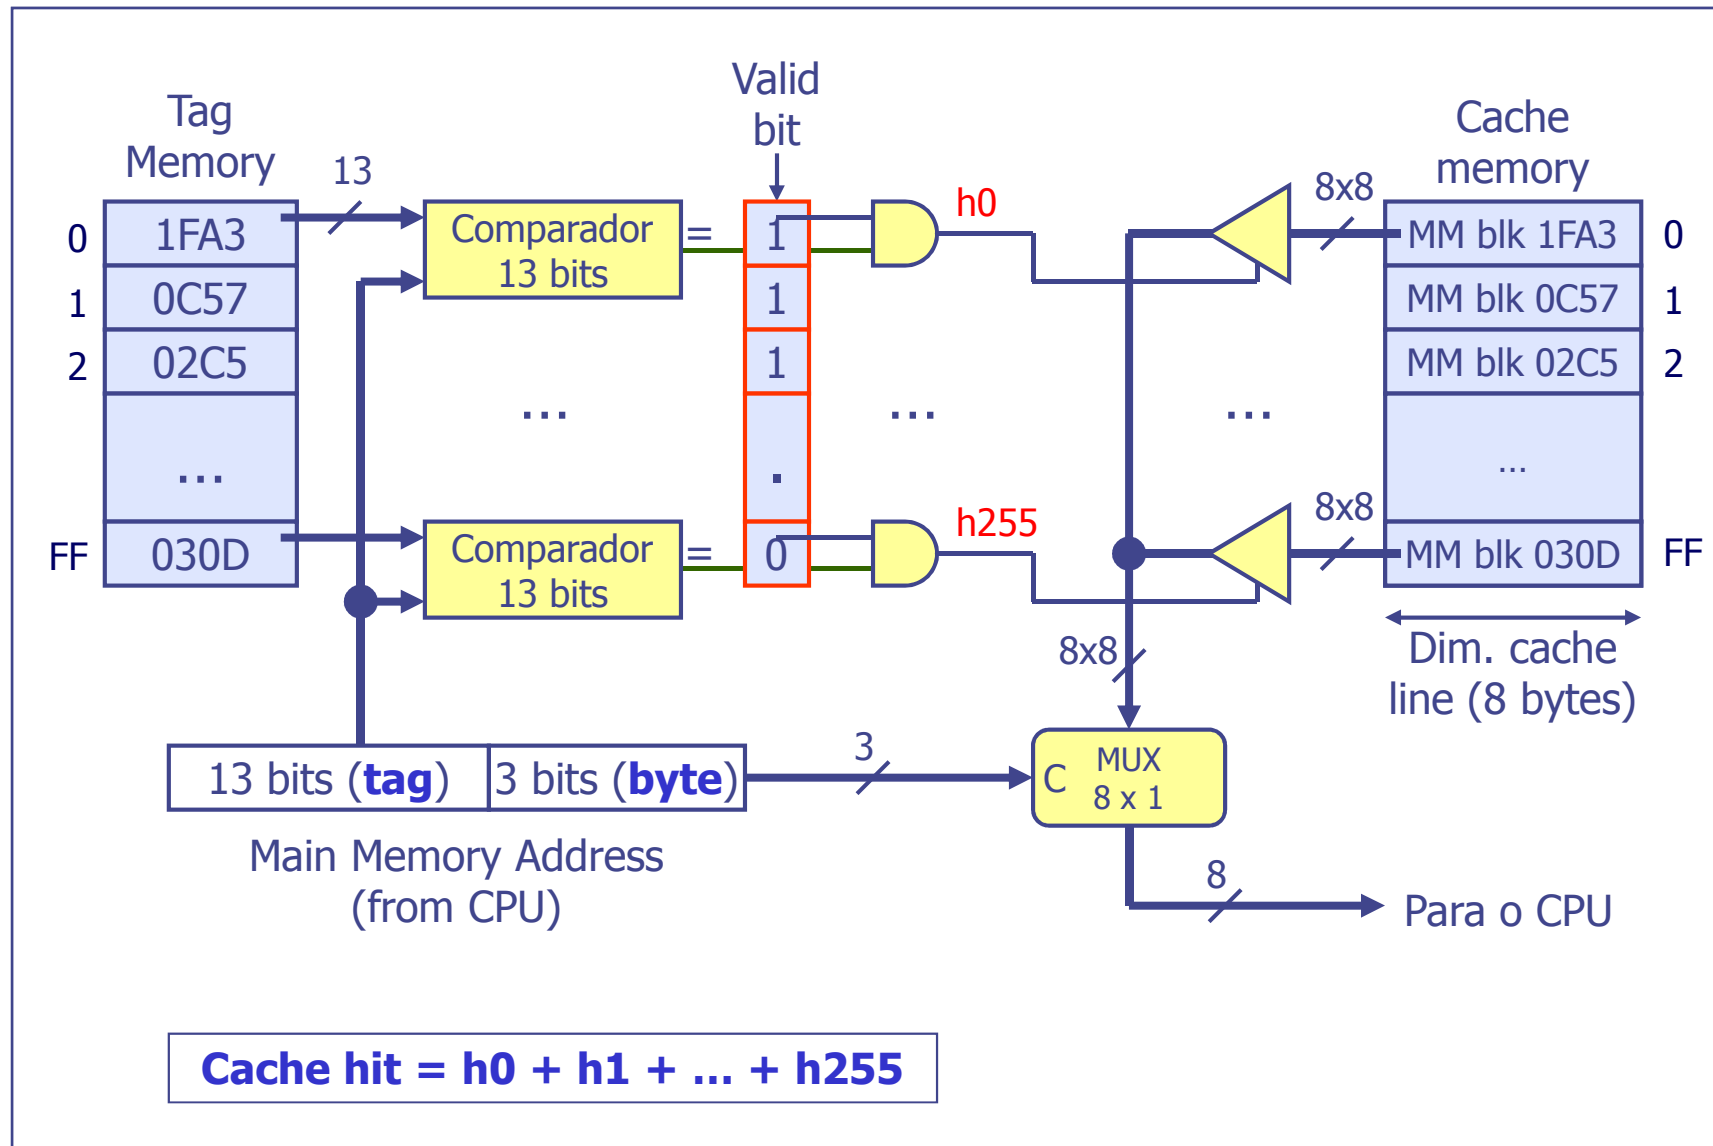 Tag
Memory
13
0
1FA3
1
0C57
2
02C5
...
FF
030D
Comparador
13 bits
=
...
Comparador
13 bits
=
Valid
bit
1
1
1
.
0
h0
...
h255
...
8x8
8x8
8x8
Cache
memory
MM blk 1FA3
0
MM blk 0C57
1
MM blk 02C5
2
...
MM blk 030D
FF
Dim. cache
line (8 bytes)
13 bits (tag)
3 bits (byte)
3
C
MUX
8 x 1
Main Memory Address
(from CPU)
8
Para o CPU
Cache hit = h0 + h1 + ... + h255